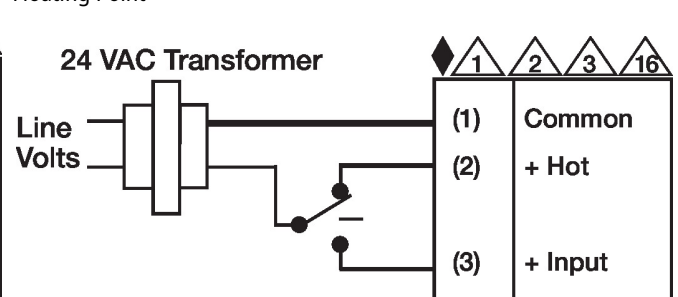 24 VAC Transformer
1 2 3 16
Line
Volts
(1) Common
(2) + Hot
(3) + Input